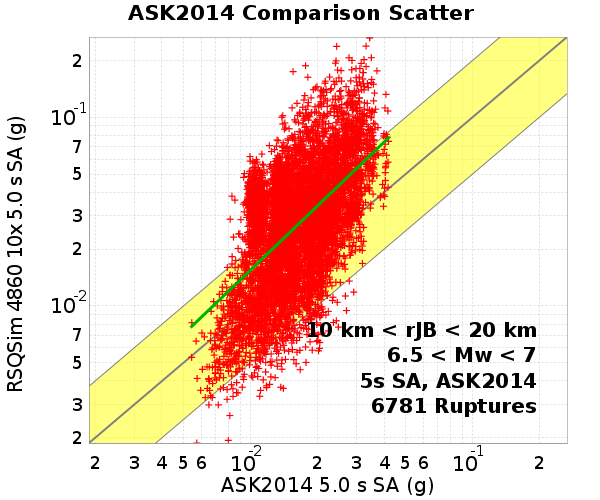 ASK2014 Comparison Scatter
RSQSim 4860 10x 5.0 s SA (g)
2
10-1
7
5
3
2
10-2
7
5
3
2
10 km < rJB < 20 km
6.5 < Mw < 7
5s SA, ASK2014
6781 Ruptures
2 3 4 5 6 10-2 2 3 4 5 6 10-1 2
ASK2014 5.0 s SA (g)